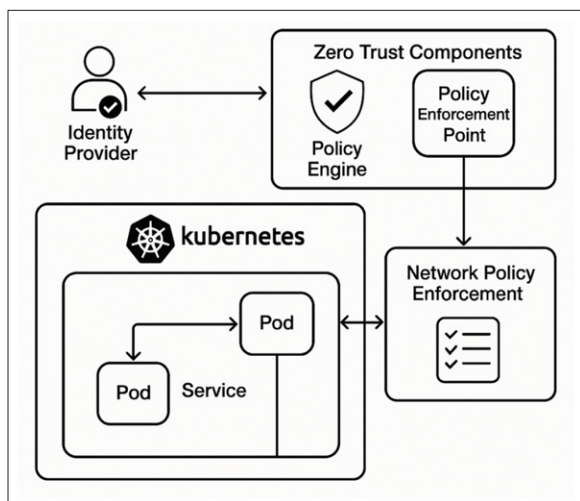 Zero Trust Components
Identity
Provider
Policy
Engine
Policy
Enforcement
Point
kubernetes
Pod
Pod
Service
Network Policy
Enforcement